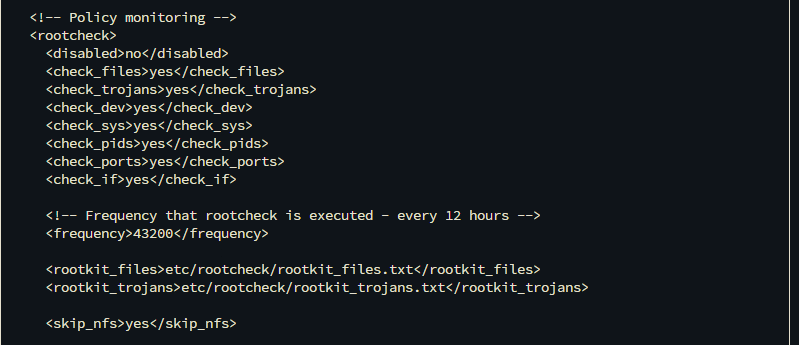 <!-- Policy monitoring -->
<rootcheck>
<disabled>no</disabled>
<check_files>yes</check_files>
<check_trojans>yes</check_trojans>
<check_dev>yes</check_dev>
<check_sys>yes</check_sys>
<check_pids>yes</check_pids>
<check_ports>yes</check_ports>
<check_if>yes</check_if>
<!-- Frequency that rootcheck is executed - every 12 hours -->
<frequency>43200</frequency>
<rootkit_files>etc/rootcheck/rootkit_files.txt</rootkit_files>
<rootkit_trojans>etc/rootcheck/rootkit_trojans.txt</rootkit_trojans>
<skip_nfs>yes</skip_nfs>